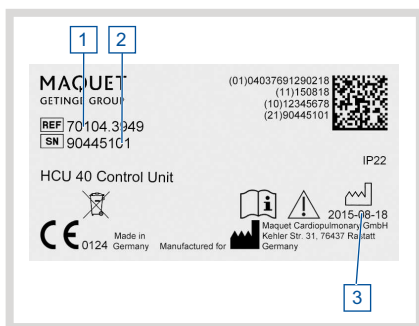 1 2
MAQUET
GETINGE GROUP
REF 70104.3949
SN 90445101
(01)04037691290218
(11)150818
(10)12345678
(21)90445101
IP22
HCU 40 Control Unit
2015-08-18
CE 0124
Made in
Germany
Manufactured for
Maquet Cardiopulmonary GmbH
Kehler Str. 31, 76437 Rastatt
Germany
3